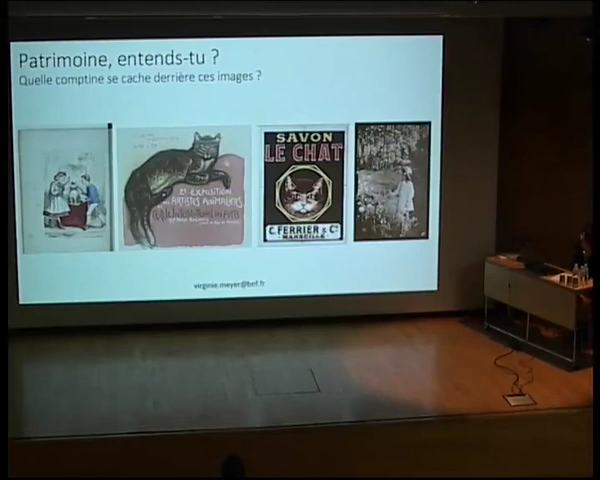 Patrimoine, entends-tu ?
Quelle comptine se cache derrière ces images ?
2e EXPOSITION
ARTISTES ANIMALIERS
SAVON
LE CHAT
C. FERRIER & Cie
MARSEILLE
virginie.meyer@bnf.fr